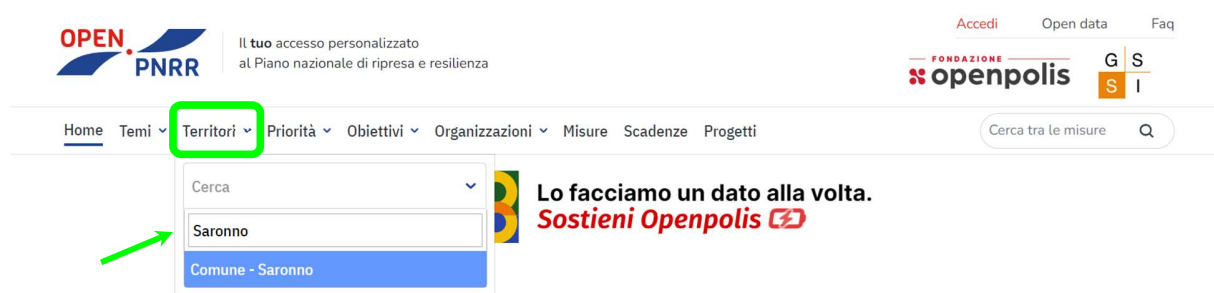 Accedi Open data Faq
OPEN.
PNRR
Il tuo accesso personalizzato
al Piano nazionale di ripresa e resilienza
FONDAZIONE
openpolis
G S
S I
Home Temi Territori Priorità Obiettivi Organizzazioni Misure Scadenze Progetti
Cerca tra le misure
Cerca
Saronno
Comune - Saronno
Lo facciamo un dato alla volta.
Sostieni Openpolis